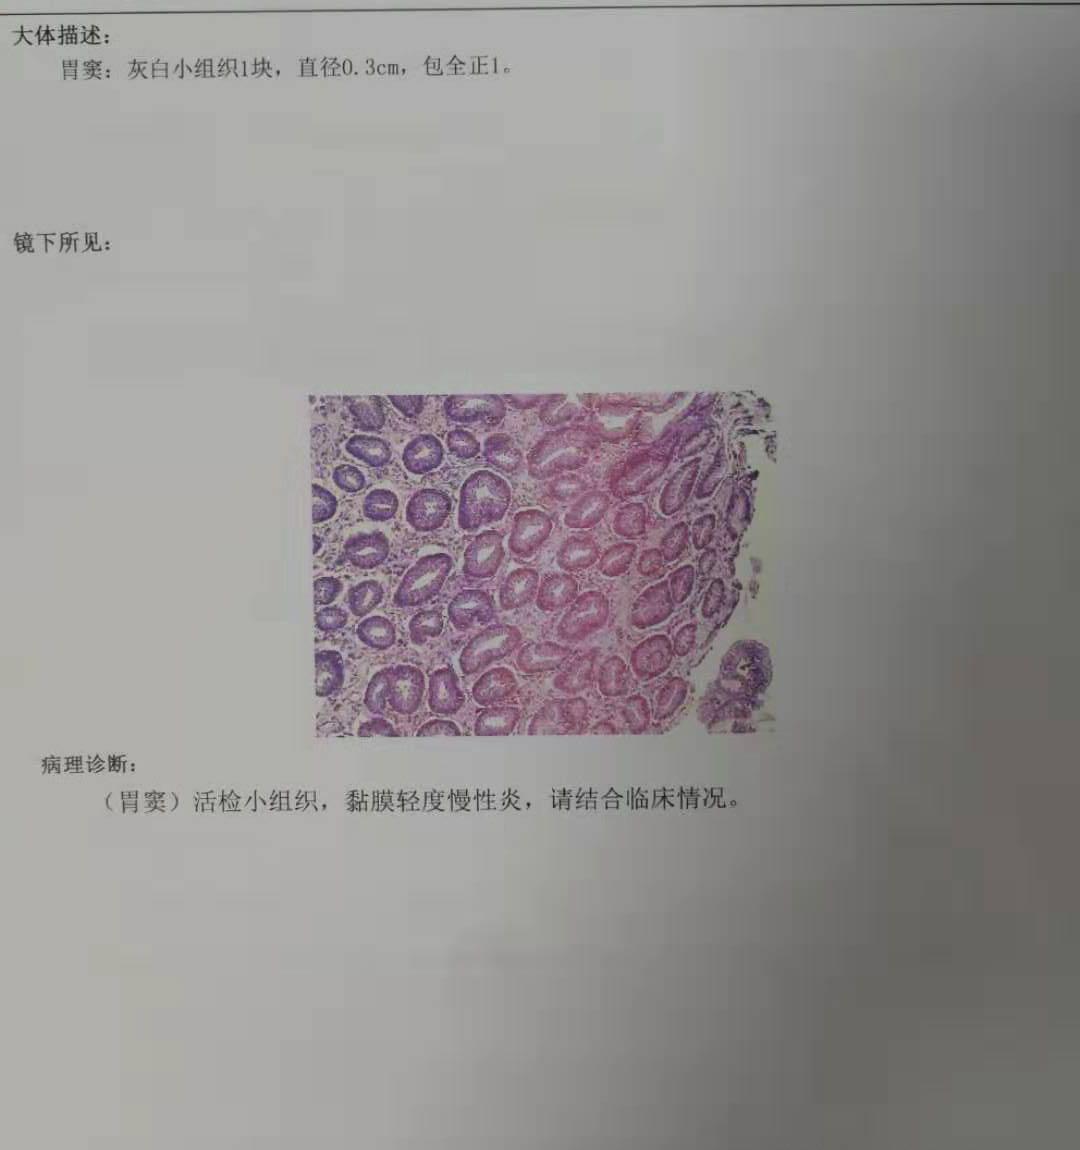 大体描述：
胃窦：灰白小组织1块，直径0.3cm，包全正1。
镜下所见：
病理诊断：
（胃窦）活检小组织，黏膜轻度慢性炎，请结合临床情况。